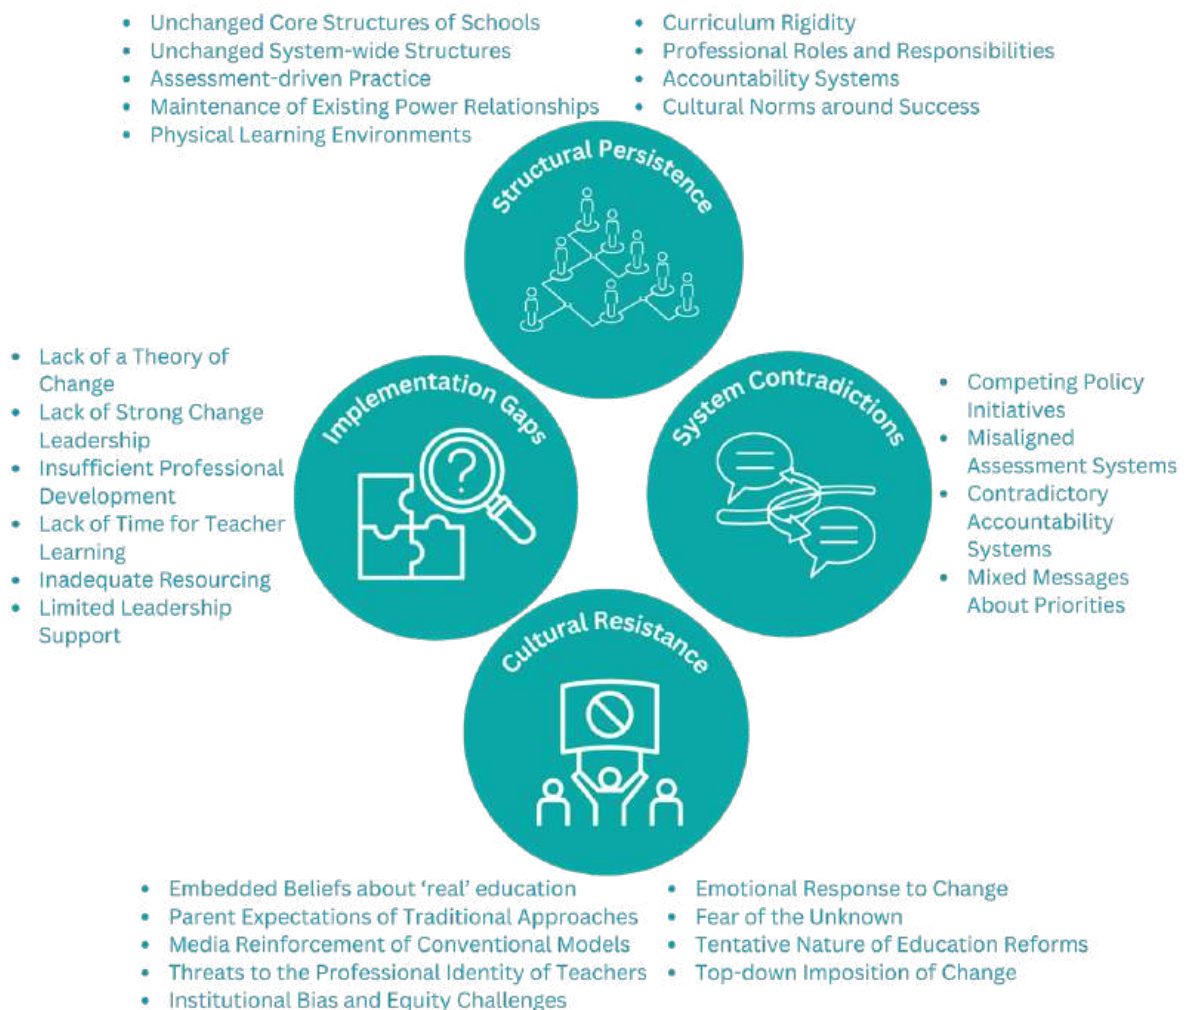 • Unchanged Core Structures of Schools
• Unchanged System-wide Structures
• Assessment-driven Practice
• Maintenance of Existing Power Relationships
• Physical Learning Environments
• Curriculum Rigidity
• Professional Roles and Responsibilities
• Accountability Systems
• Cultural Norms around Success
Structural Persistence
• Lack of a Theory of
Change
• Lack of Strong Change
Leadership
• Insufficient Professional
Development
• Lack of Time for Teacher
Learning
• Inadequate Resourcing
• Limited Leadership
Support
Implementation Gaps
?
System Contradictions
• Competing Policy
Initiatives
• Misaligned
Assessment Systems
• Contradictory
Accountability
Systems
• Mixed Messages
About Priorities
Cultural Resistance
• Embedded Beliefs about ‘real’ education
• Parent Expectations of Traditional Approaches
• Media Reinforcement of Conventional Models
• Threats to the Professional Identity of Teachers
• Institutional Bias and Equity Challenges
• Emotional Response to Change
• Fear of the Unknown
• Tentative Nature of Education Reforms
• Top-down Imposition of Change